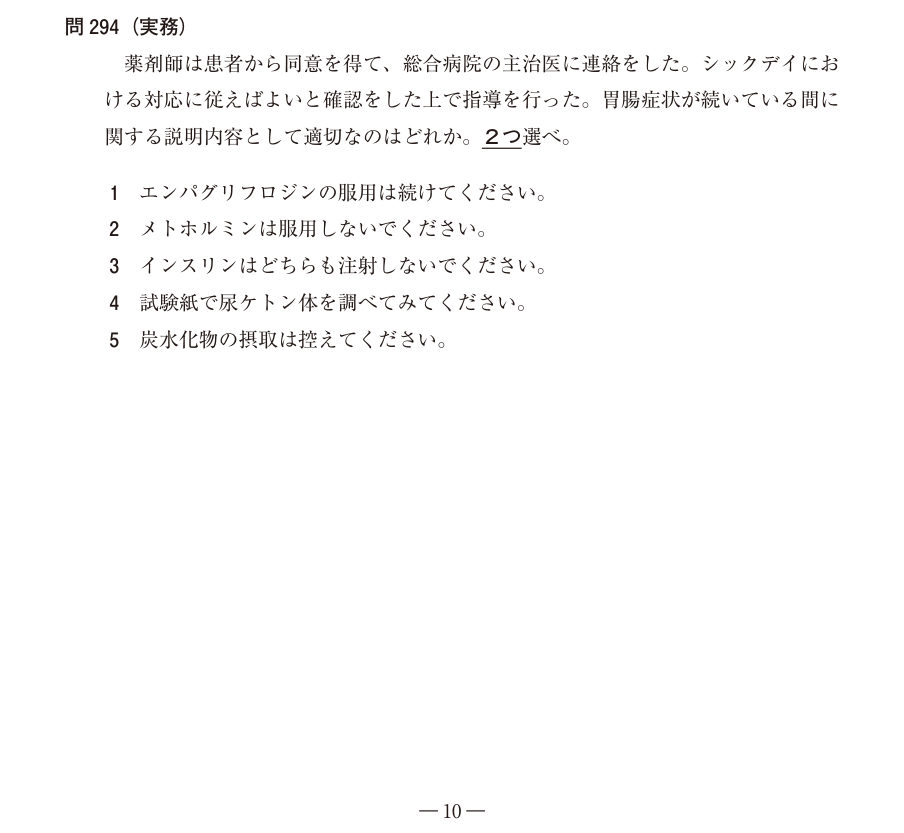 問 294（実務）
薬剤師は患者から同意を得て、総合病院の主治医に連絡をした。シックデイにお
ける対応に従えばよいと確認をした上で指導を行った。胃腸症状が続いている間に
関する説明内容として適切なのはどれか。２つ選べ。
1 エンパグリフロジンの服用は続けてください。
2 メトホルミンは服用しないでください。
3 インスリンはどちらも注射しないでください。
4 試験紙で尿ケトン体を調べてみてください。
5 炭水化物の摂取は控えてください。
— 10 —